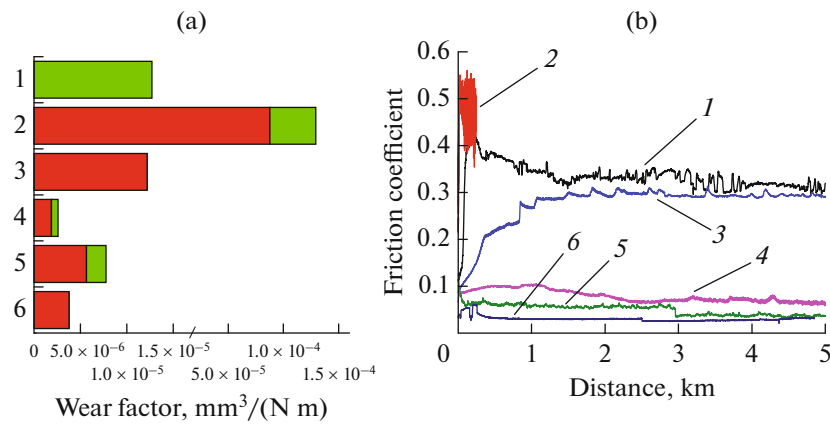 (a)
1
2
3
4
5
6
0 5.0 × 10⁻⁶ 1.5 × 10⁻⁵ 1.0 × 10⁻⁴
1.0 × 10⁻⁵ 5.0 × 10⁻⁵ 1.5 × 10⁻⁴
Wear factor, mm³/(N m)
(b)
0.6
0.5
0.4
0.3
0.2
0.1
Friction coefficient
2
1
3
6 5 4
0 1 2 3 4 5
Distance, km